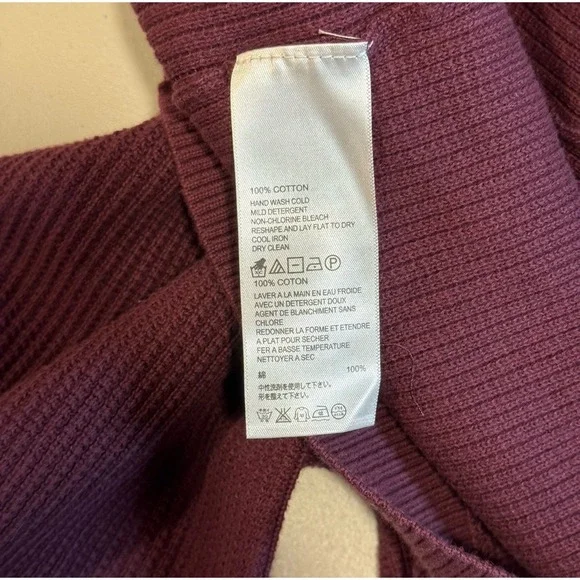 100% COTTON
HAND WASH COLD
MILD DETERGENT
NON-CHLORINE BLEACH
RESHAPE AND LAY FLAT TO DRY
COOL IRON
DRY CLEAN
P
100% COTON
LAVER A LA MAIN EN EAU FROIDE
AVEC UN DETERGENT DOUX
AGENT DE BLANCHIMENT SANS
CHLORE
REDONNER LA FORME ET ETENDRE
A PLAT POUR SECHER
FER A BASSE TEMPERATURE
NETTOYER A SEC
綿 100%
中性洗剤を使用して下さい。
形を整えて下さい。